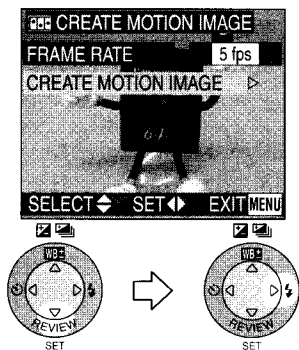 CREATE MOTION IMAGE
FRAME RATE 5 fps
CREATE MOTION IMAGE
SELECT SET EXIT MENU
WB± WB±
REVIEW REVIEW
SET SET